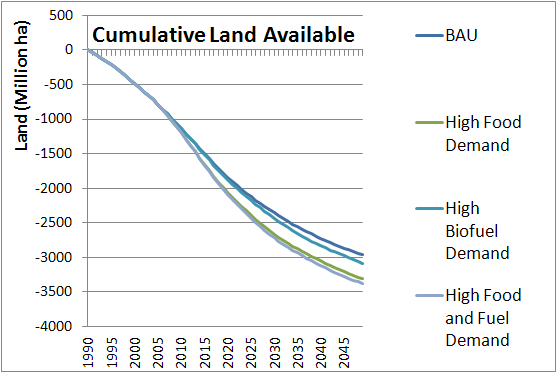 Cumulative Land Available
Land (Million ha)
500
0
-500
-1000
-1500
-2000
-2500
-3000
-3500
-4000
1990
1995
2000
2005
2010
2015
2020
2025
2030
2035
2040
2045
BAU
High Food
Demand
High
Biofuel
Demand
High Food
and Fuel
Demand